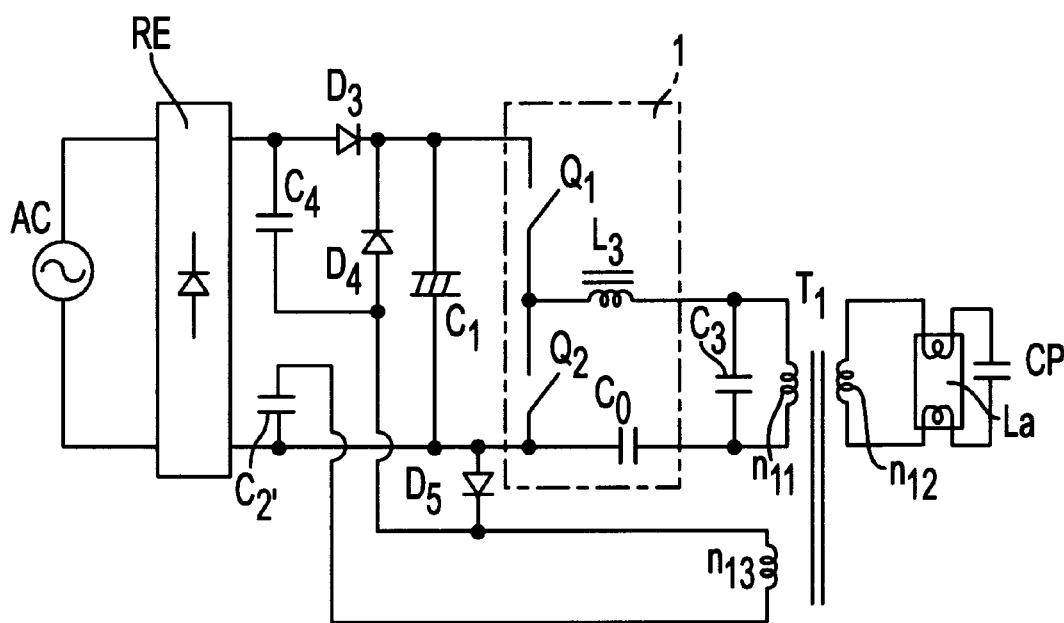 RE
1
D3
Q1
C4
AC
L3
D4
T1
C1
C3
Q2
CP
C0
La
n11
n12
C2'
D5
n13